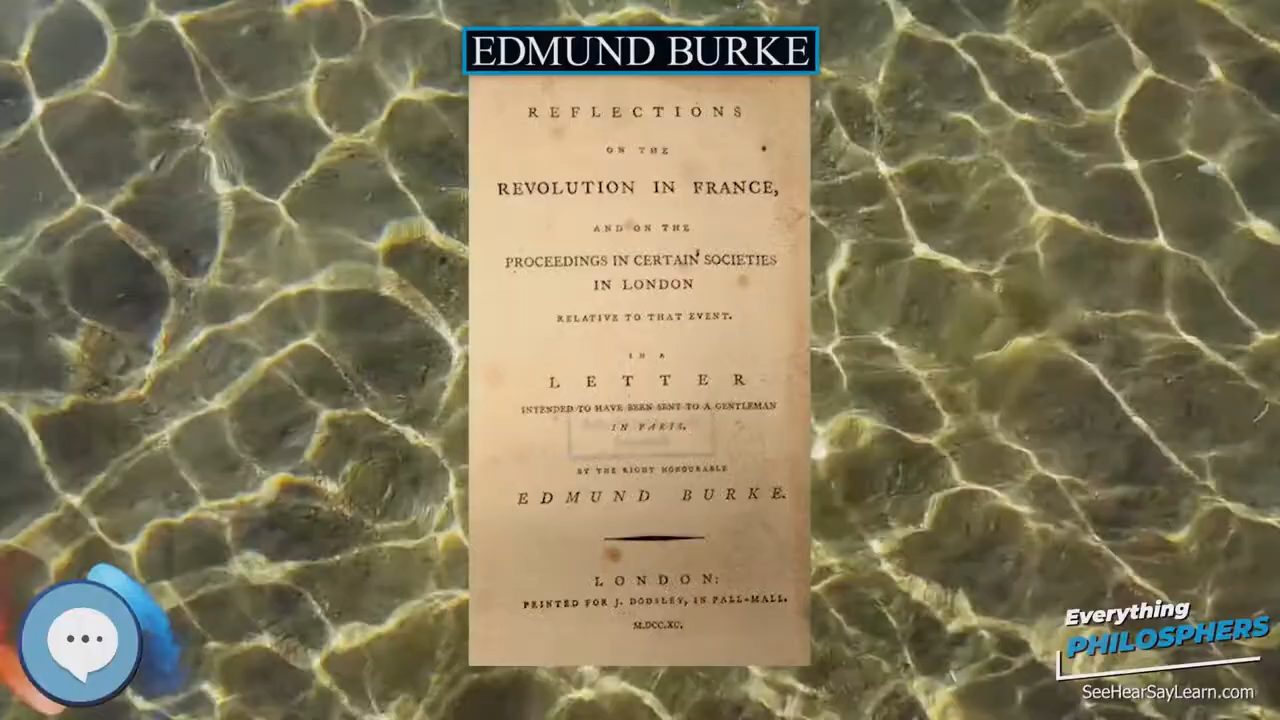 EDMUND BURKE
REFLECTIONS
ON THE
REVOLUTION IN FRANCE,
AND ON THE
PROCEEDINGS IN CERTAIN SOCIETIES
IN LONDON
RELATIVE TO THAT EVENT.
IN A
LETTER
INTENDED TO HAVE BEEN SENT TO A GENTLEMAN
IN PARIS.
BY THE RIGHT HONOURABLE
EDMUND BURKE.
LONDON:
PRINTED FOR J. DODSLEY, IN PALL-MALL.
M.DCC.XC.
Everything
PHILOSPHERS
SeeHearSayLearn.com